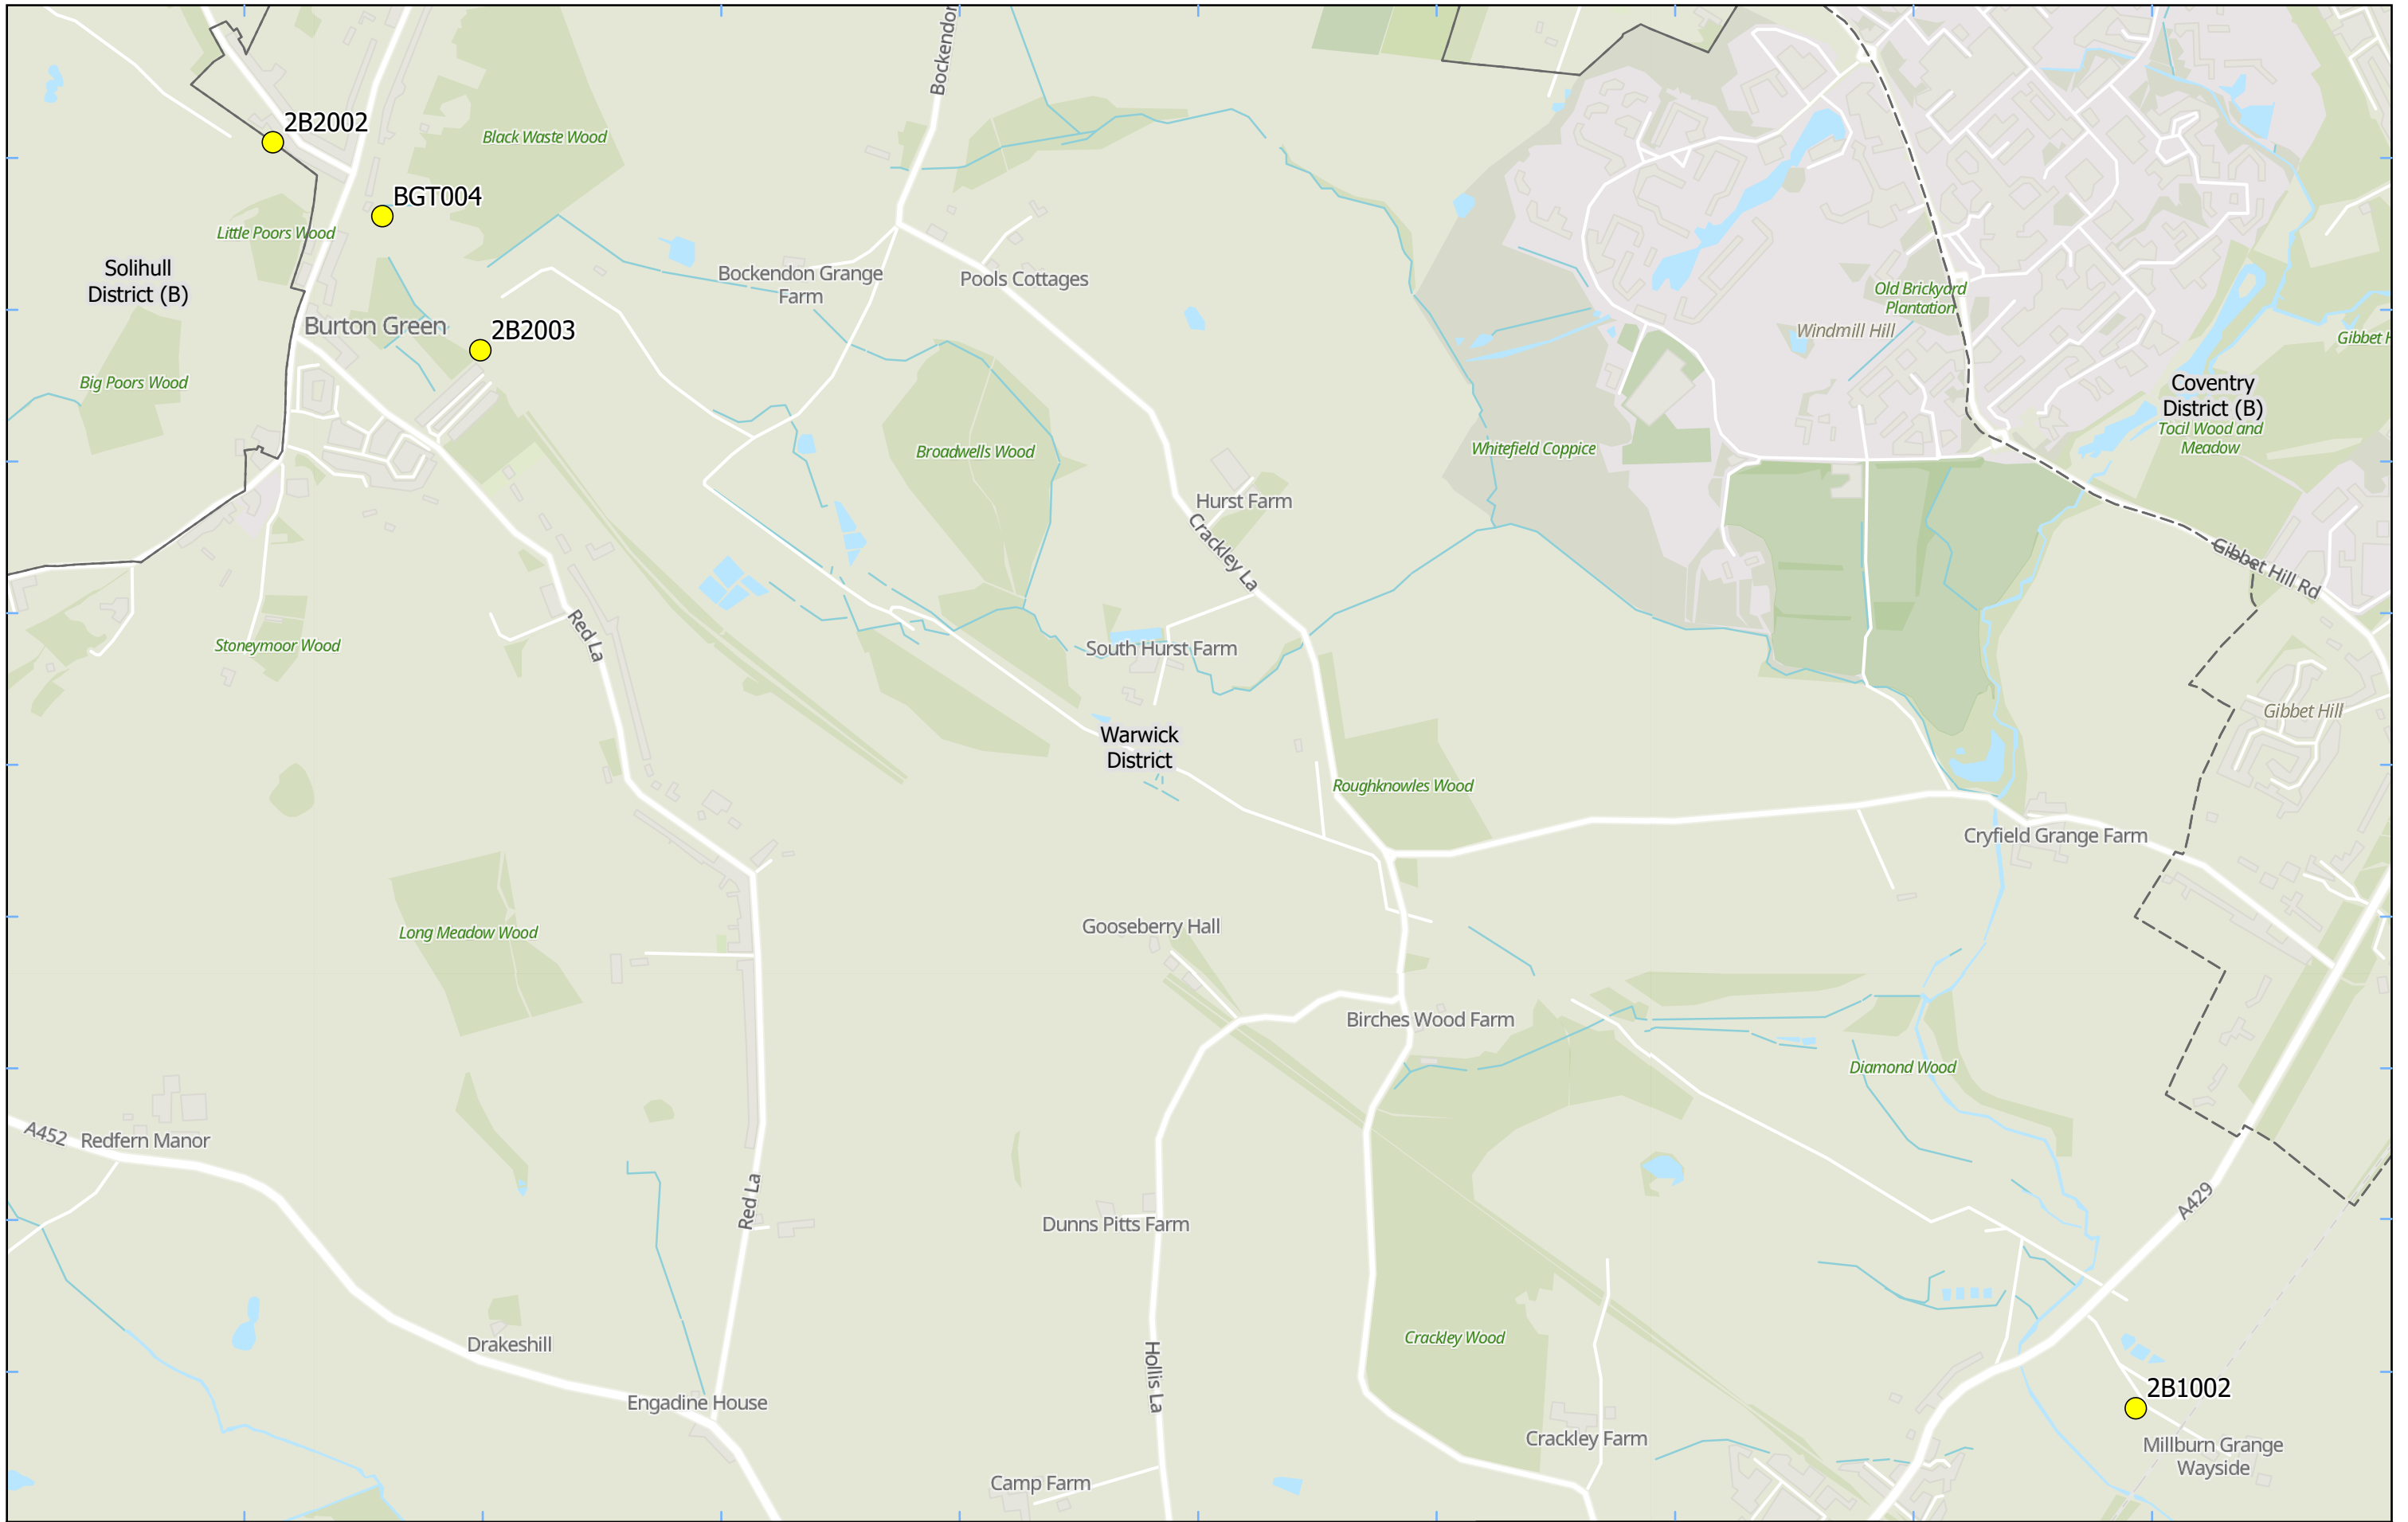 Bockendon
2B2002
Black Waste Wood
BGT004
Little Poors Wood
Solihull
District (B)
Bockendon Grange
Farm
Pools Cottages
Old Brickyard
Plantation
Burton Green
2B2003
Windmill Hill
Gibbet H
Big Poors Wood
Coventry
District (B)
Tocil Wood and
Meadow
Broadwells Wood
Whitefield Coppice
Hurst Farm
Crackley La
Gibbet Hill Rd
Red La
Stoneymoor Wood
South Hurst Farm
Gibbet Hill
Warwick
District
Roughknowles Wood
Cryfield Grange Farm
Gooseberry Hall
Long Meadow Wood
Birches Wood Farm
Diamond Wood
A452
Redfern Manor
Red La
A429
Dunns Pitts Farm
Drakeshill
Crackley Wood
Hollis La
Engadine House
2B1002
Crackley Farm
Millburn Grange
Wayside
Camp Farm